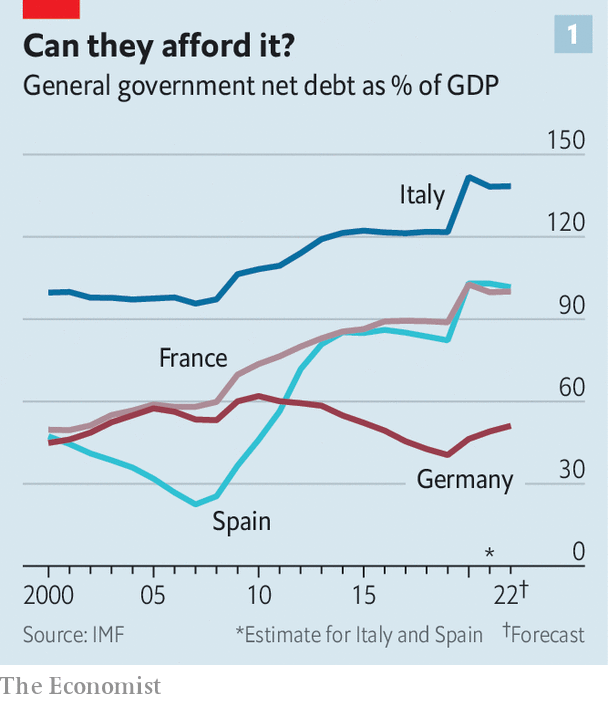 1
Can they afford it?
General government net debt as % of GDP
150
Italy
120
90
France
60
Germany
30
Spain
*
0
2000 05 10 15 22†
Source: IMF *Estimate for Italy and Spain †Forecast
The Economist